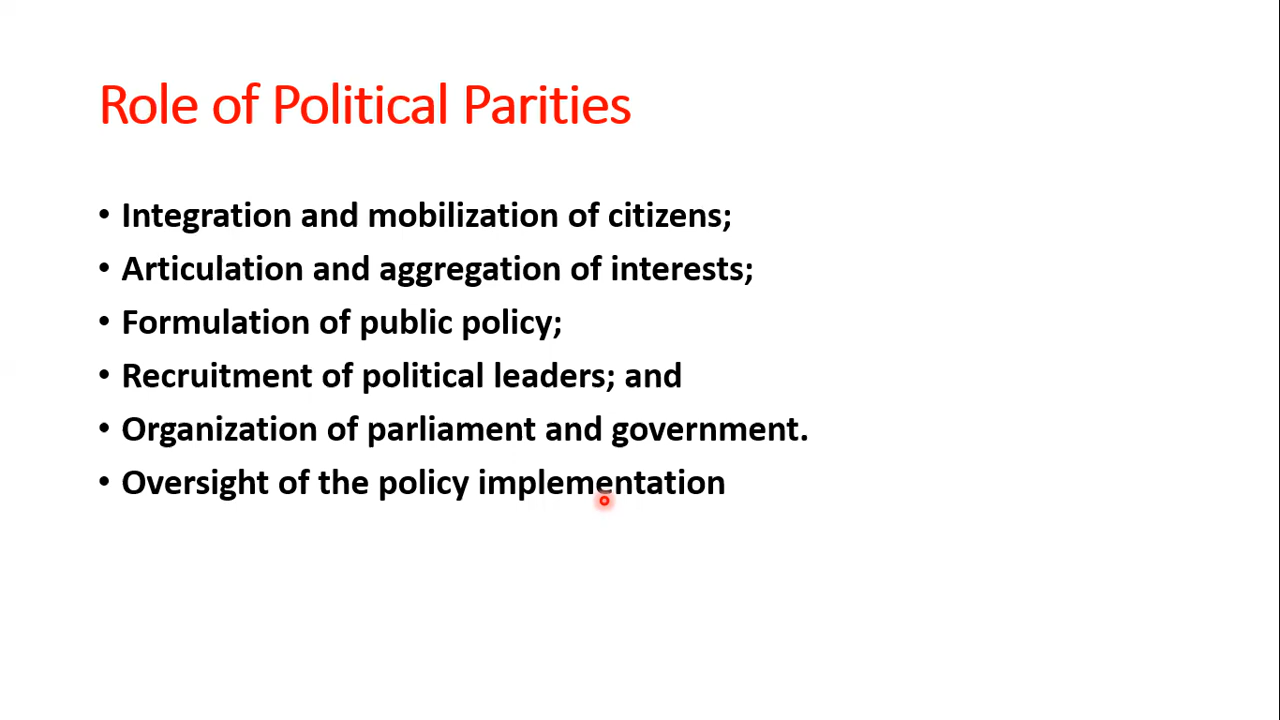 Role of Political Parities
• Integration and mobilization of citizens;
• Articulation and aggregation of interests;
• Formulation of public policy;
• Recruitment of political leaders; and
• Organization of parliament and government.
• Oversight of the policy implementation